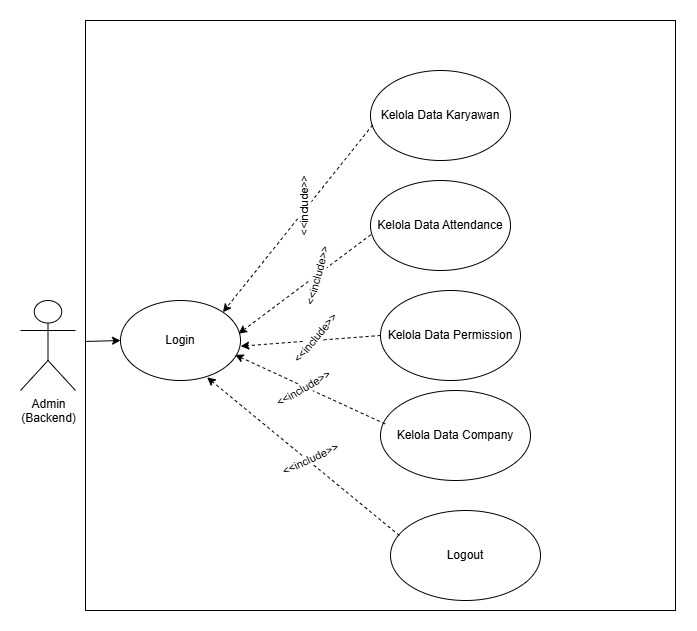 Kelola Data Karyawan
<<include>>
Kelola Data Attendance
<<include>>
Login
Kelola Data Permission
<<include>>
Admin
(Backend)
<<include>>
Kelola Data Company
<<include>>
Logout